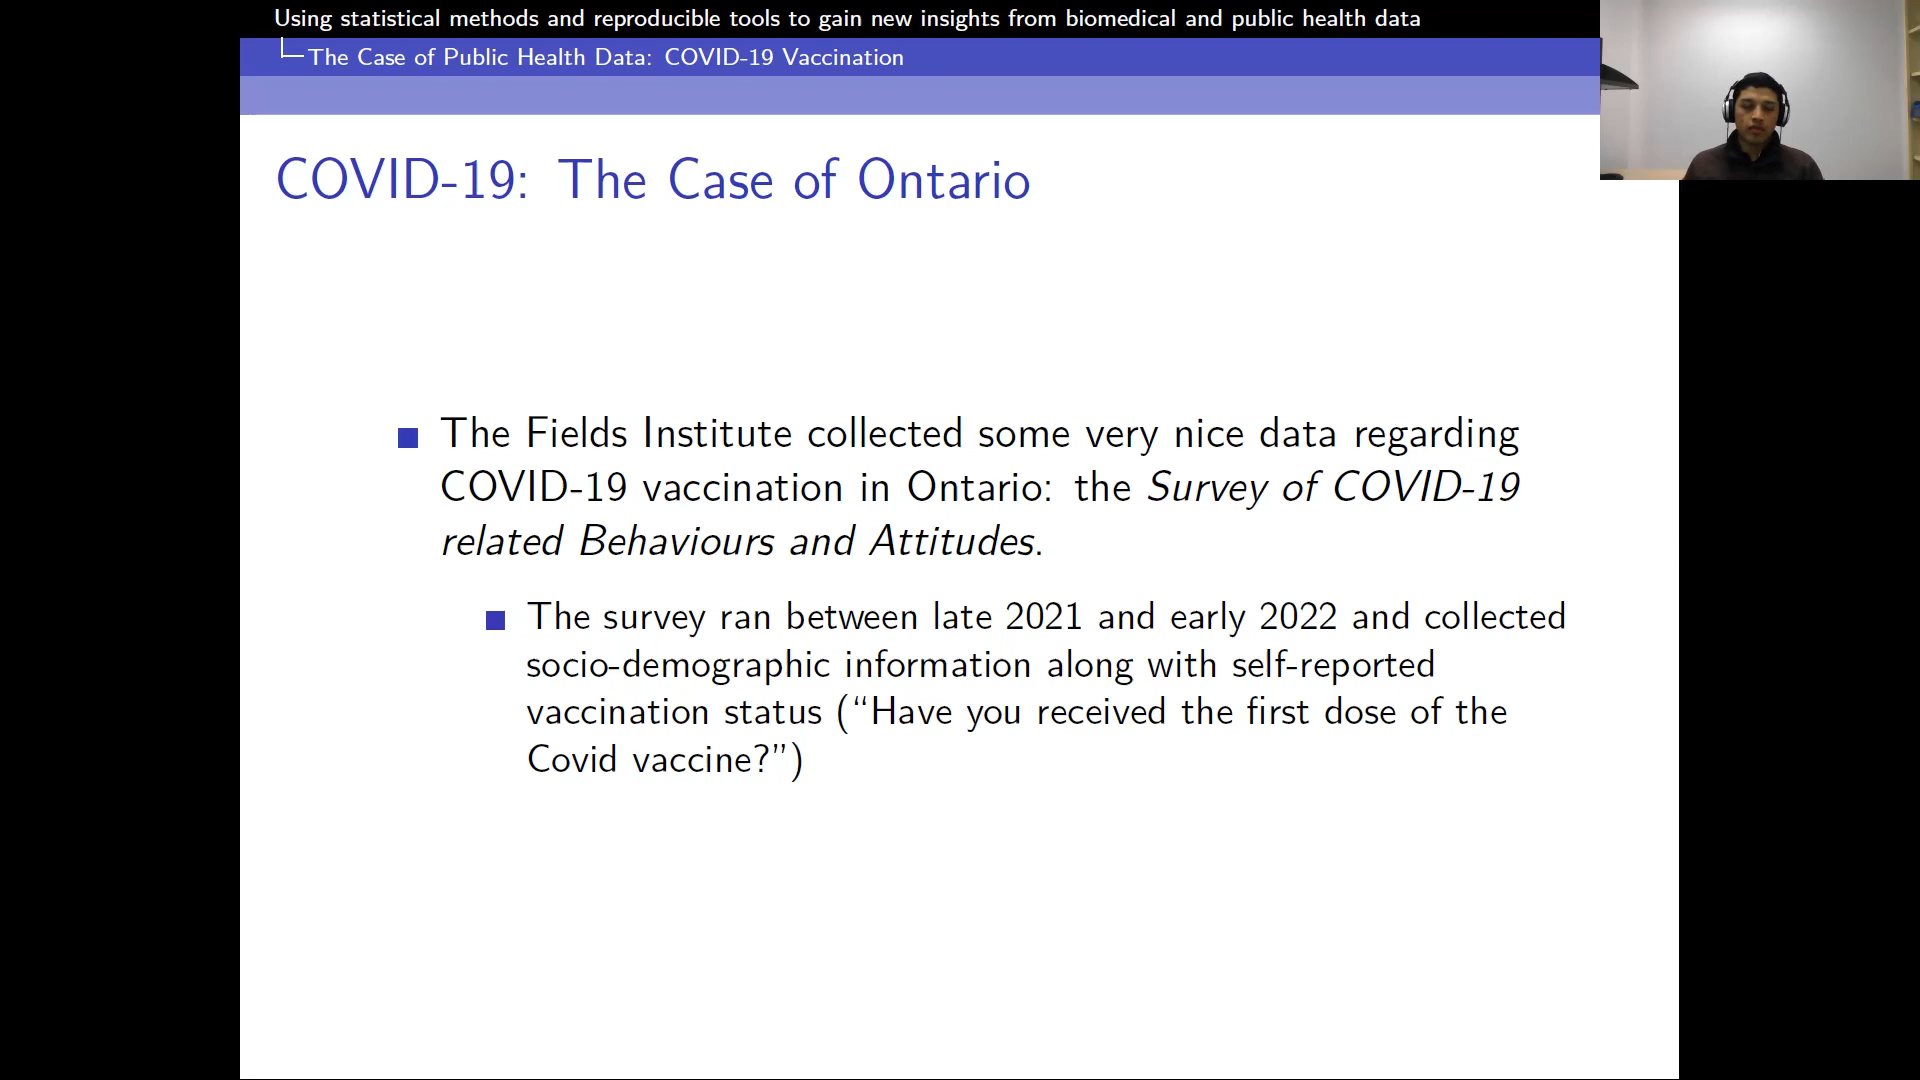 Using statistical methods and reproducible tools to gain new insights from biomedical and public health data
The Case of Public Health Data: COVID-19 Vaccination
COVID-19: The Case of Ontario
The Fields Institute collected some very nice data regarding
COVID-19 vaccination in Ontario: the Survey of COVID-19
related Behaviours and Attitudes.
The survey ran between late 2021 and early 2022 and collected
socio-demographic information along with self-reported
vaccination status (“Have you received the first dose of the
Covid vaccine?”)